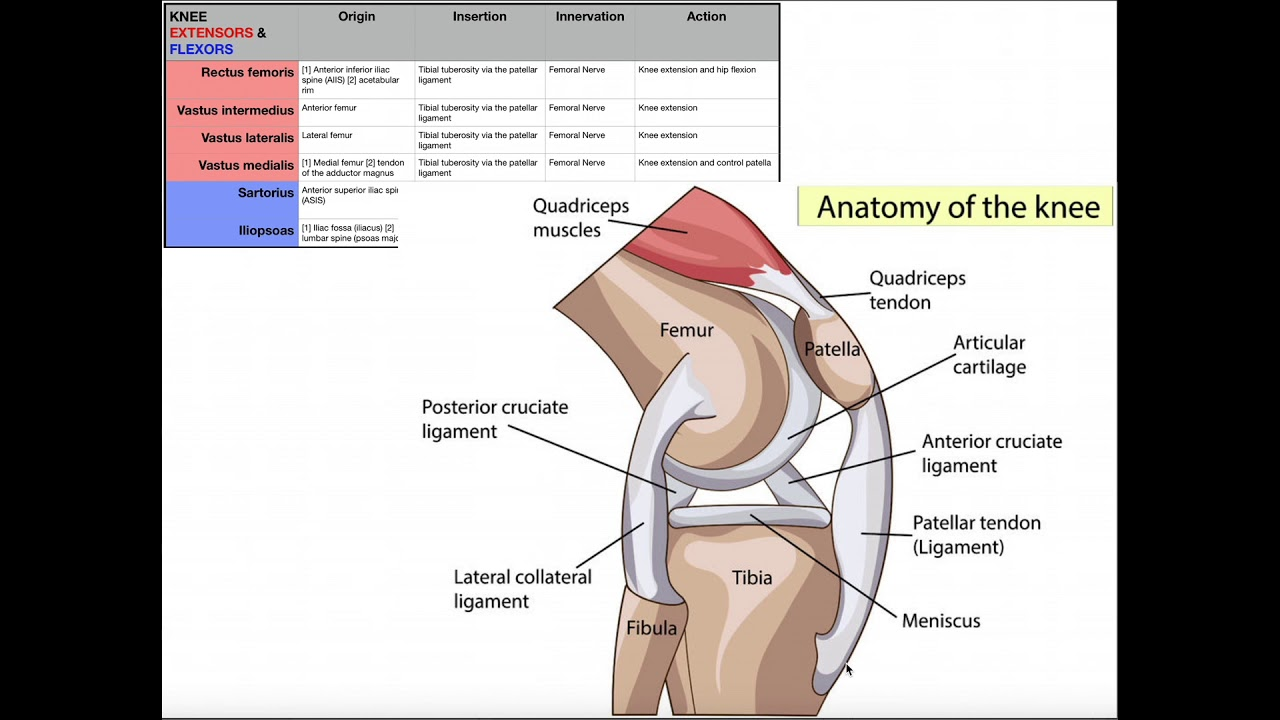 KNEE
EXTENSORS &
FLEXORS
Origin
Insertion
Innervation
Action
Rectus femoris
[1] Anterior inferior iliac
spine (AIIS) [2] acetabular
rim
Tibial tuberosity via the patellar
ligament
Femoral Nerve
Knee extension and hip flexion
Vastus intermedius
Anterior femur
Tibial tuberosity via the patellar
ligament
Femoral Nerve
Knee extension
Vastus lateralis
Lateral femur
Tibial tuberosity via the patellar
ligament
Femoral Nerve
Knee extension
Vastus medialis
[1] Medial femur [2] tendon
of the adductor magnus
Tibial tuberosity via the patellar
ligament
Femoral Nerve
Knee extension and control patella
Sartorius
Anterior superior iliac
(ASIS)
Iliopsoas
[1] Iliac fossa (iliacus) [2]
lumbar spine (psoas
Anatomy of the knee
Quadriceps
muscles
Quadriceps
tendon
Femur
Patella
Articular
cartilage
Posterior cruciate
ligament
Anterior cruciate
ligament
Patellar tendon
(Ligament)
Lateral collateral
ligament
Tibia
Meniscus
Fibula